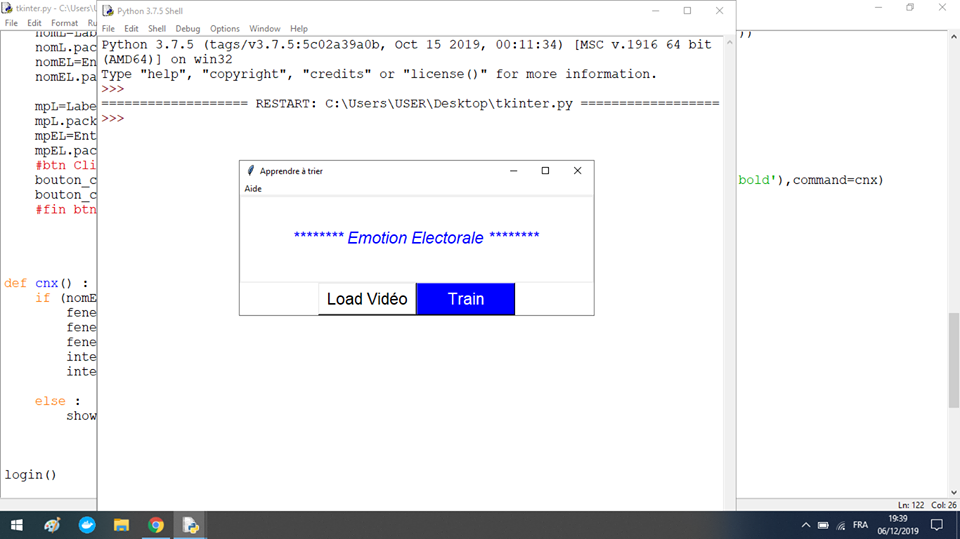 tkinter.py - C:\Users\U
File Edit Format Ru
nomL=Labe
nomL.pac
nomEL=En
nomEL.pa
mpL=Labe
mpL.pack
mpEL=Ent
mpEL.pac
#btn Cli
bouton_c
bouton_c
#fin btn
def cnx() :
if (nomE
fene
fene
fene
inte
inte
else :
show
login()
Python 3.7.5 Shell
File Edit Shell Debug Options Window Help
Python 3.7.5 (tags/v3.7.5:5c02a39a0b, Oct 15 2019, 00:11:34) [MSC v.1916 64 bit
(AMD64)] on win32
Type "help", "copyright", "credits" or "license()" for more information.
>>>
=================== RESTART: C:\Users\USER\Desktop\tkinter.py ===================
>>>
Apprendre à trier
Aide
******** Emotion Electorale ********
Load Vidéo Train
))
bold'),command=cnx)
Ln: 122 Col: 26
FRA
19:39
06/12/2019